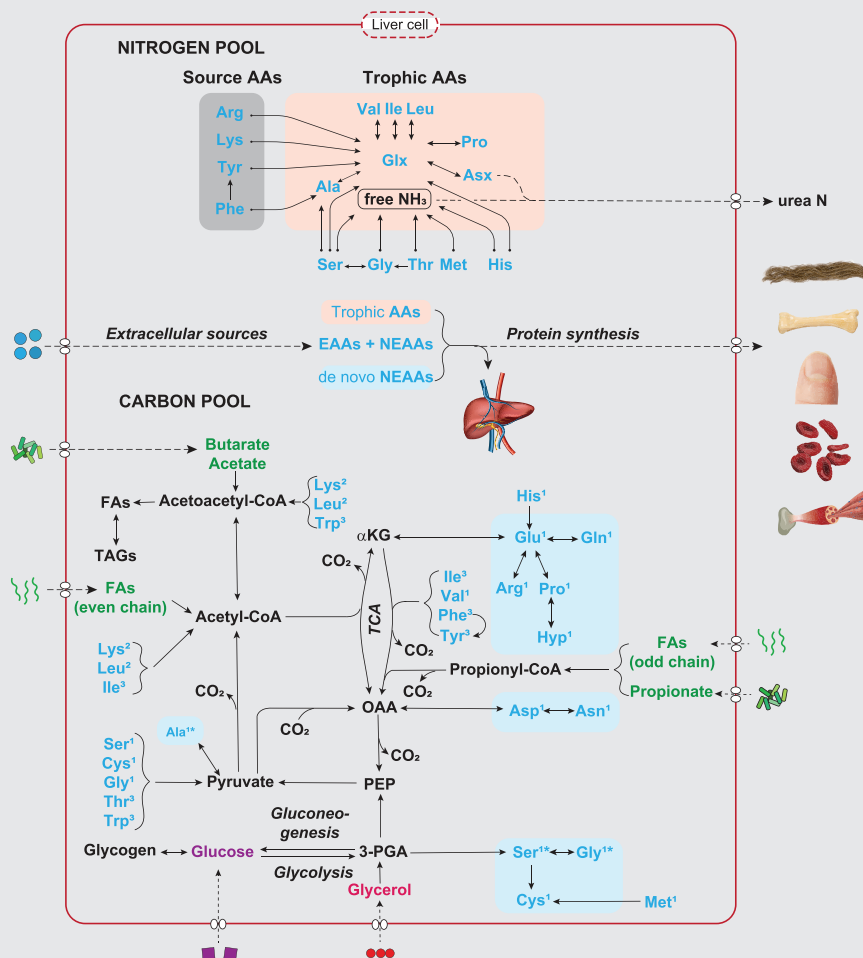 Liver cell
NITROGEN POOL
Source AAs
Trophic AAs
Arg
Lys
Tyr
Phe
Val Ile Leu
Pro
Glx
Asx
Ala
free NH₃
urea N
Ser
Gly
Thr
Met
His
Extracellular sources
Trophic AAs
EAAs + NEAAs
de novo NEAAs
Protein synthesis
CARBON POOL
Butarate
Acetate
FAs
Acetoacetyl-CoA
Lys²
Leu²
Trp³
TAGs
FAs
(even chain)
Acetyl-CoA
Lys²
Leu²
Ile³
αKG
CO₂
TCA
Ile³
Val¹
Phe³
Tyr³
CO₂
His¹
Glu¹
Gln¹
Arg¹
Pro¹
Hyp¹
FAs
(odd chain)
Propionate
Propionyl-CoA
CO₂
CO₂
OAA
CO₂
Asp¹
Asn¹
Ala¹*
CO₂
Ser¹
Cys¹
Gly¹
Thr³
Trp³
Pyruvate
PEP
Gluconeo-
genesis
Glycogen
Glucose
3-PGA
Glycolysis
Glycerol
Ser¹*
Gly¹*
Cys¹
Met¹